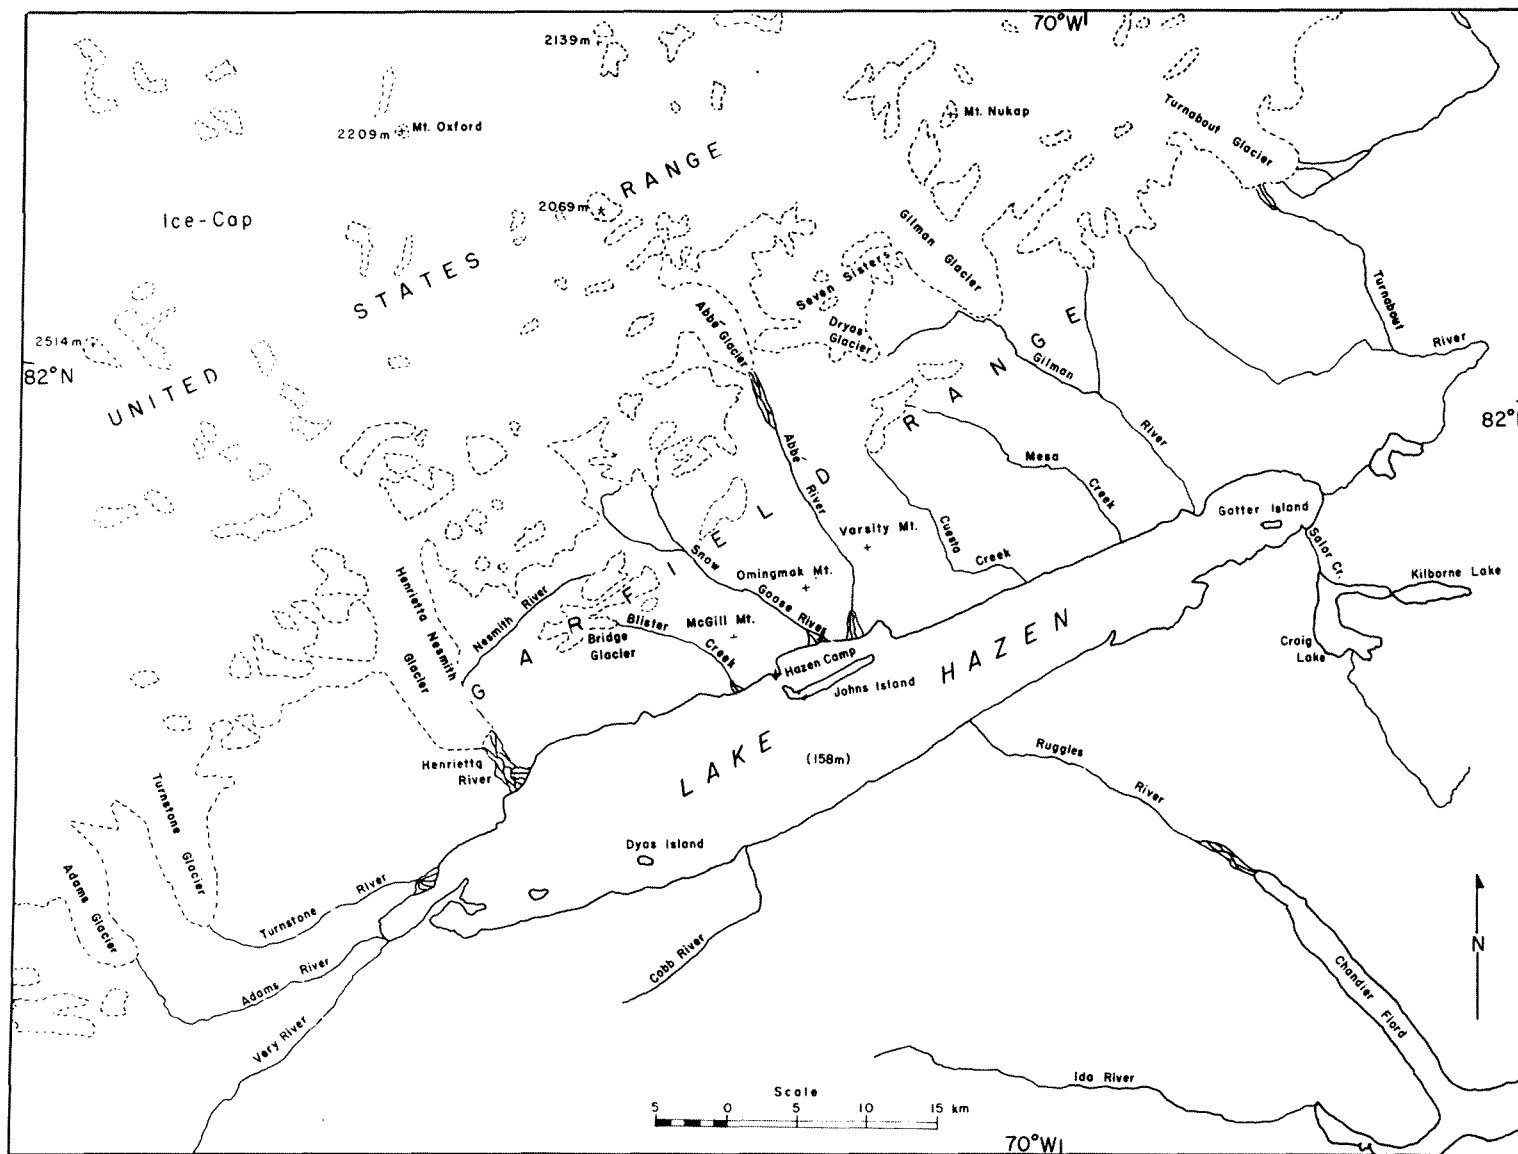 70°W
2139m
2209m
Mt. Oxford
Mt. Nukap
Turnabout Glacier
UNITED STATES RANGE
2069m
Ice-Cap
Gilman Glacier
Seven Sisters
Abbé Glacier
Dryas Glacier
2514m
82°N
Turnabout River
82°
GARFIELD RANGE
Gilman River
Abbé River
Mesa Creek
Cuesta Creek
Varsity Mt.
Gatter Island
Salor Cr.
Kilborne Lake
Craig Lake
Snow Goose River
Omingmak Mt.
McGill Mt.
Henrietta Nesmith Glacier
Nesmith River
Bridge Glacier
Blister Creek
Hazen Camp
Johns Island
LAKE HAZEN
(158m)
Henrietta River
Ruggles River
Turnstone Glacier
Dyas Island
Adams Glacier
Turnstone River
Adams River
Cobb River
Very River
Chandler Fiord
N
Ida River
Scale
5 0 5 10 15 km
70°W